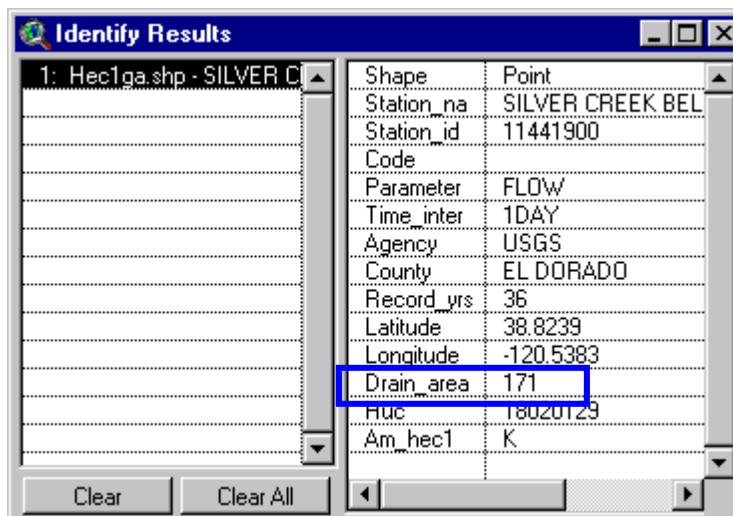 Identify Results
1: Hec1ga.shp - SILVER C
Shape Point
Station_na SILVER CREEK BEL
Station_id 11441900
Code
Parameter FLOW
Time_inter 1DAY
Agency USGS
County EL DORADO
Record_yrs 36
Latitude 38.8239
Longitude -120.5383
Drain_area 171
Huc 18020129
Am_hec1 K
Clear Clear All